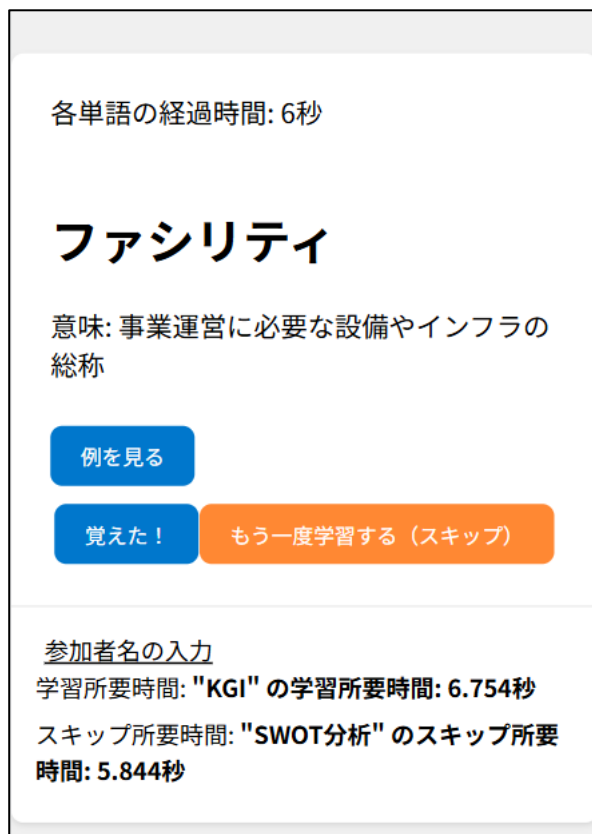 各単語の経過時間: 6秒
ファシリティ
意味: 事業運営に必要な設備やインフラの
総称
例を見る
覚えた！
もう一度学習する（スキップ）
参加者名の入力
学習所要時間: "KGI" の学習所要時間: 6.754秒
スキップ所要時間: "SWOT分析" のスキップ所要
時間: 5.844秒